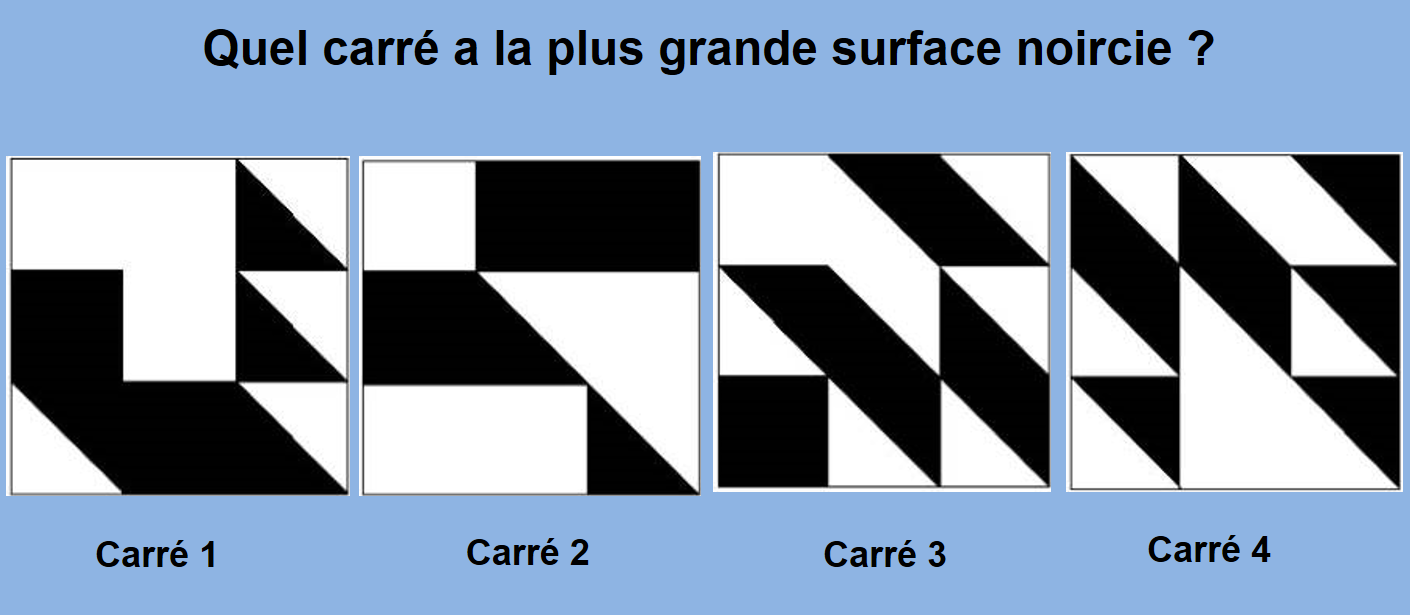 Quel carré a la plus grande surface noircie ?
Carré 1
Carré 2
Carré 3
Carré 4